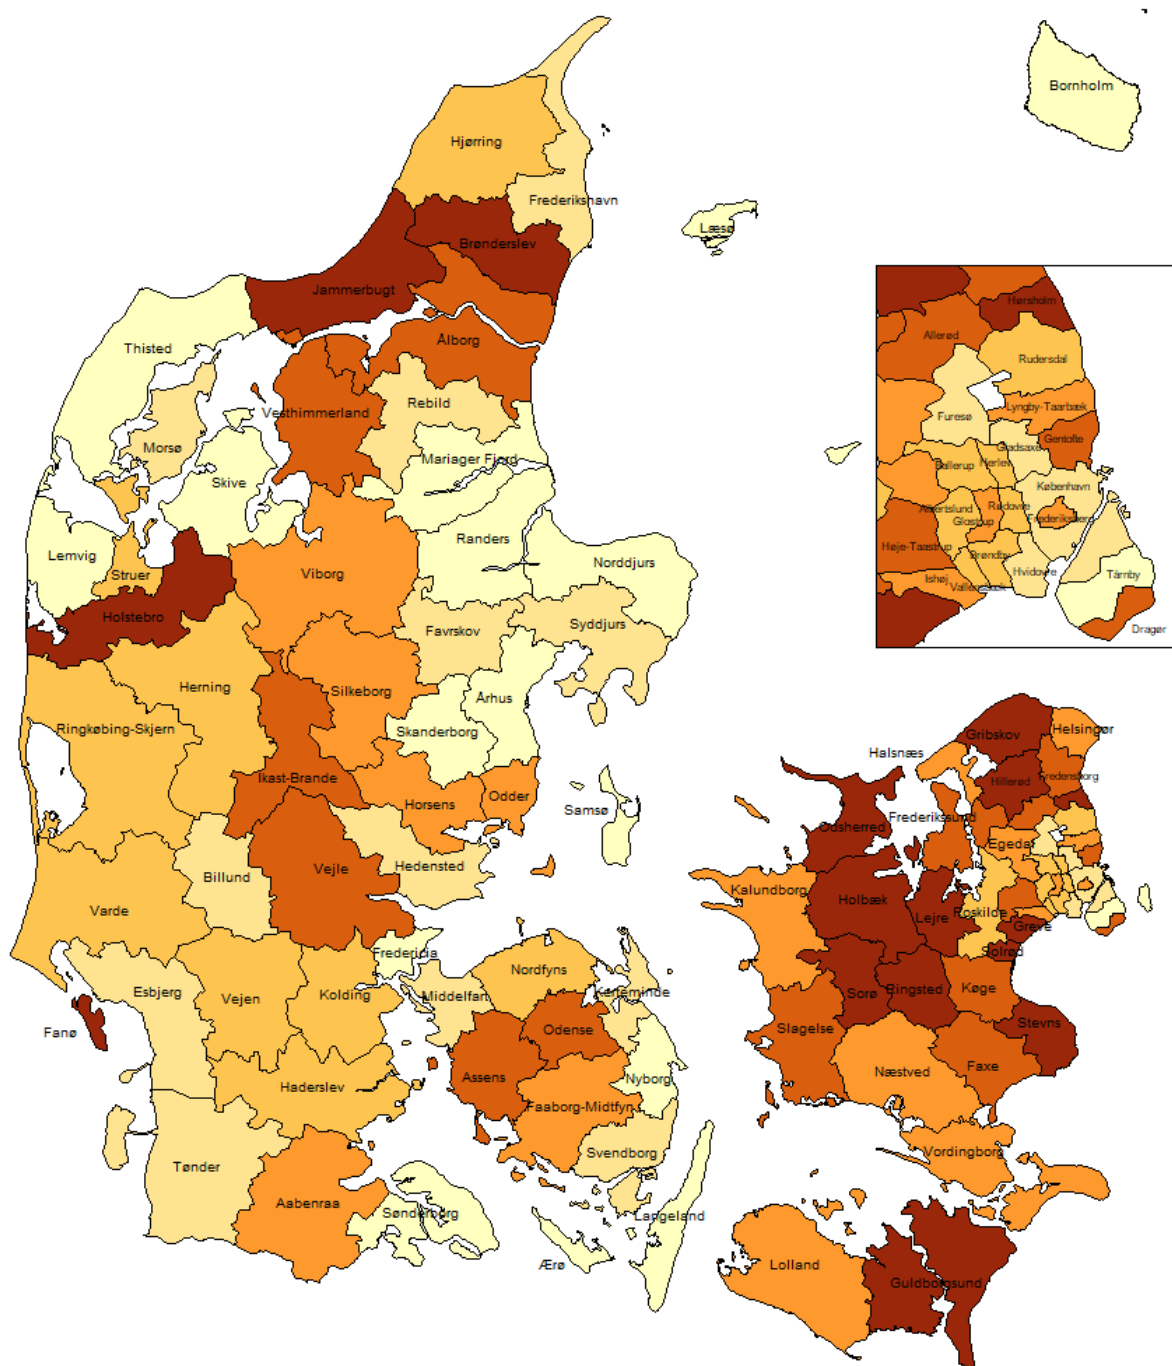 Bornholm
Hjørring
Frederikshavn
Læsø
Brønderslev
Jammerbugt
Hørsholm
Allerød
Ålborg
Thisted
Rudersdal
Rebild
Vesthimmerland
Lyngby-Taarbæk
Furesø
Gentofte
Morsø
Gladsaxe
Mariager Fjord
Ballerup
Herlev
Skive
København
Albertslund
Rødovre
Glostrup
Frederiksberg
Randers
Høje-Taastrup
Lemvig
Brøndby
Norddjurs
Struer
Viborg
Hvidovre
Tårnby
Ishøj
Vallensbæk
Holstebro
Favrskov
Syddjurs
Dragør
Herning
Silkeborg
Århus
Ringkøbing-Skjern
Skanderborg
Gribskov
Helsingør
Halsnæs
Ikast-Brande
Hillerød
Fredensborg
Odder
Horsens
Samsø
Frederikssund
Odsherred
Egedal
Hedensted
Vejle
Billund
Kalundborg
Holbæk
Varde
Lejre
Roskilde
Greve
Fredericia
Solrød
Nordfyns
Køge
Esbjerg
Middelfart
Kerteminde
Vejen
Kolding
Sorø
Ringsted
Stevns
Fanø
Odense
Slagelse
Faxe
Næstved
Assens
Nyborg
Haderslev
Faaborg-Midtfyn
Svendborg
Vordingborg
Tønder
Aabenraa
Sønderborg
Langeland
Ærø
Lolland
Guldborgsund